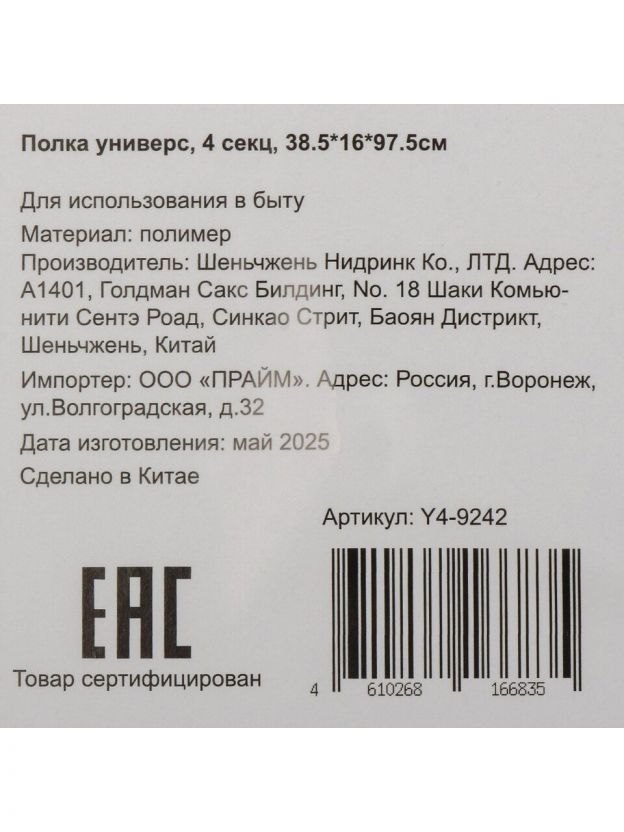 Полка универс, 4 секц, 38.5*16*97.5см
Для использования в быту
Материал: полимер
Производитель: Шеньчжень Нидринк Ко., ЛТД. Адрес:
А1401, Голдман Сакс Билдинг, No. 18 Шаки Комью-
нити Сентэ Роад, Синкао Стрит, Баоян Дистрикт,
Шеньчжень, Китай
Импортер: ООО «ПРАЙМ». Адрес: Россия, г.Воронеж,
ул.Волгоградская, д.32
Дата изготовления: май 2025
Сделано в Китае
Артикул: Y4-9242
EAC
Товар сертифицирован
4 610268 166835